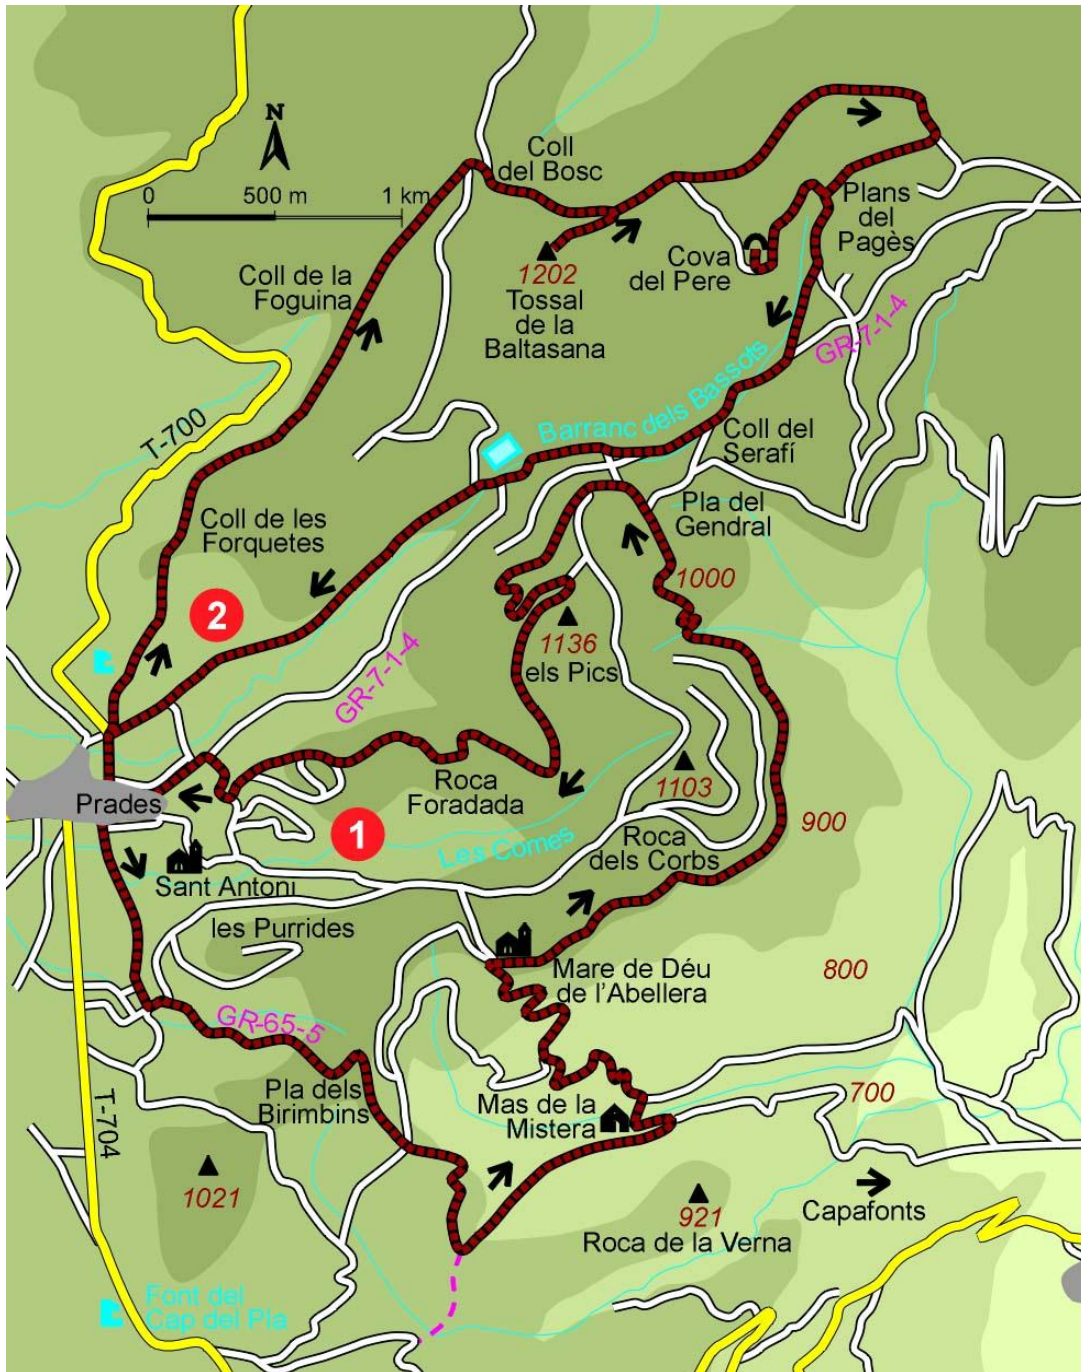 N
0
500 m
1 km
Coll
del Bosc
Plans
del
Pagès
Cova
del Pere
1202
Tossal
de la
Baltasana
Coll de la
Foguina
GR-7-1-4
T-700
Barranc dels Bassots
Coll del
Serafí
Pla del
Gendral
Coll de les
Forquetes
1000
2
1136
els Pics
GR-7-1-4
1103
Roca
Foradada
Prades
1
900
Les Comes
Roca
dels Corbs
Sant Antoni
les Purrides
Mare de Déu
de l'Abellera
800
GR-65-5
Pla dels
Birimbins
Mas de la
Mistera
700
T-704
1021
921
Roca de la Verna
Capafonts
Font del
Cap del Pla